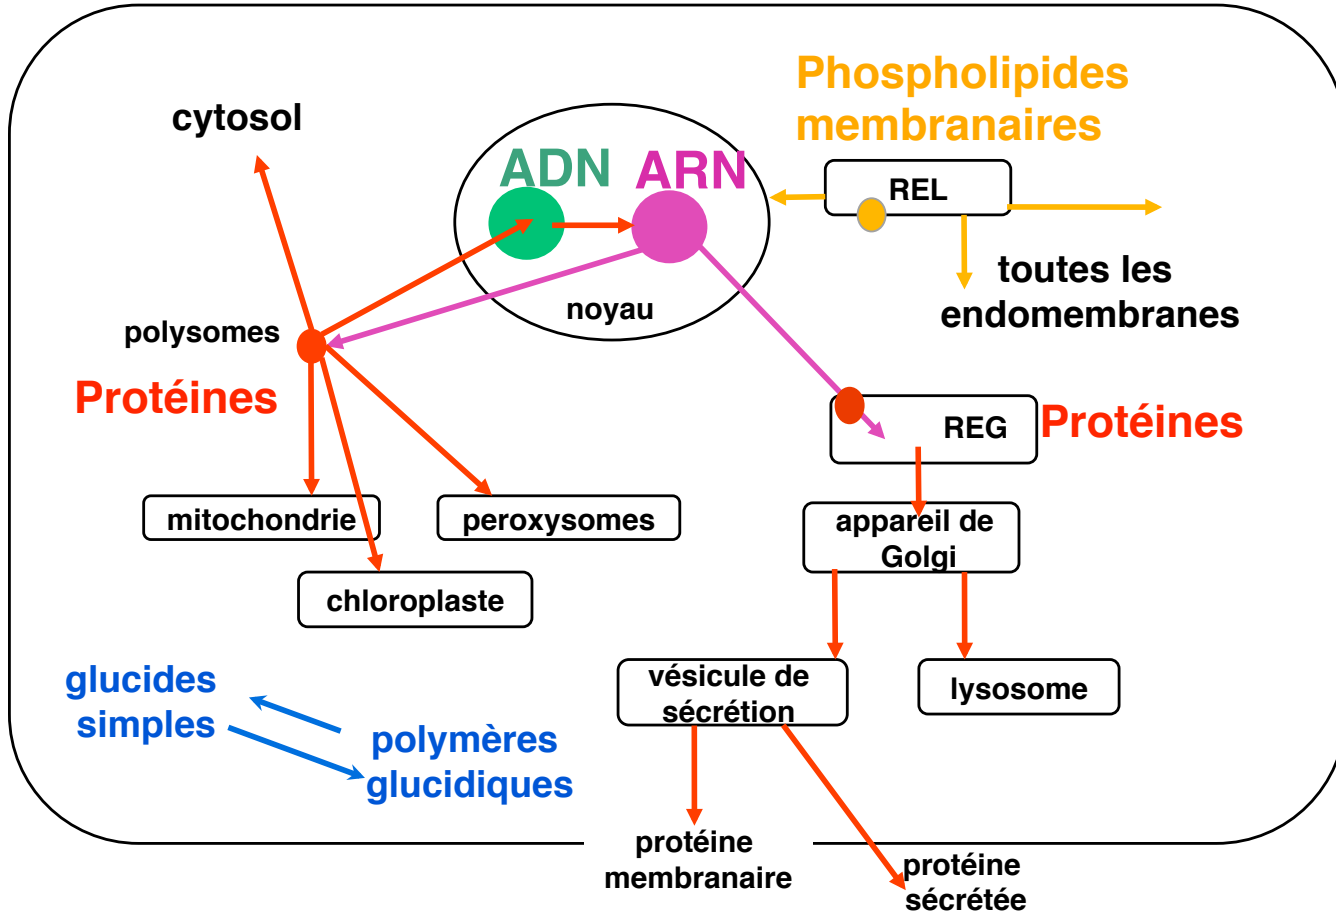 Phospholipides
membranaires
cytosol
ADN
ARN
REL
toutes les
endomembranes
noyau
polysomes
Protéines
REG
Protéines
mitochondrie
peroxysomes
appareil de
Golgi
chloroplaste
glucides
simples
vésicule de
sécrétion
lysosome
polymères
glucidiques
protéine
membranaire
protéine
sécrétée